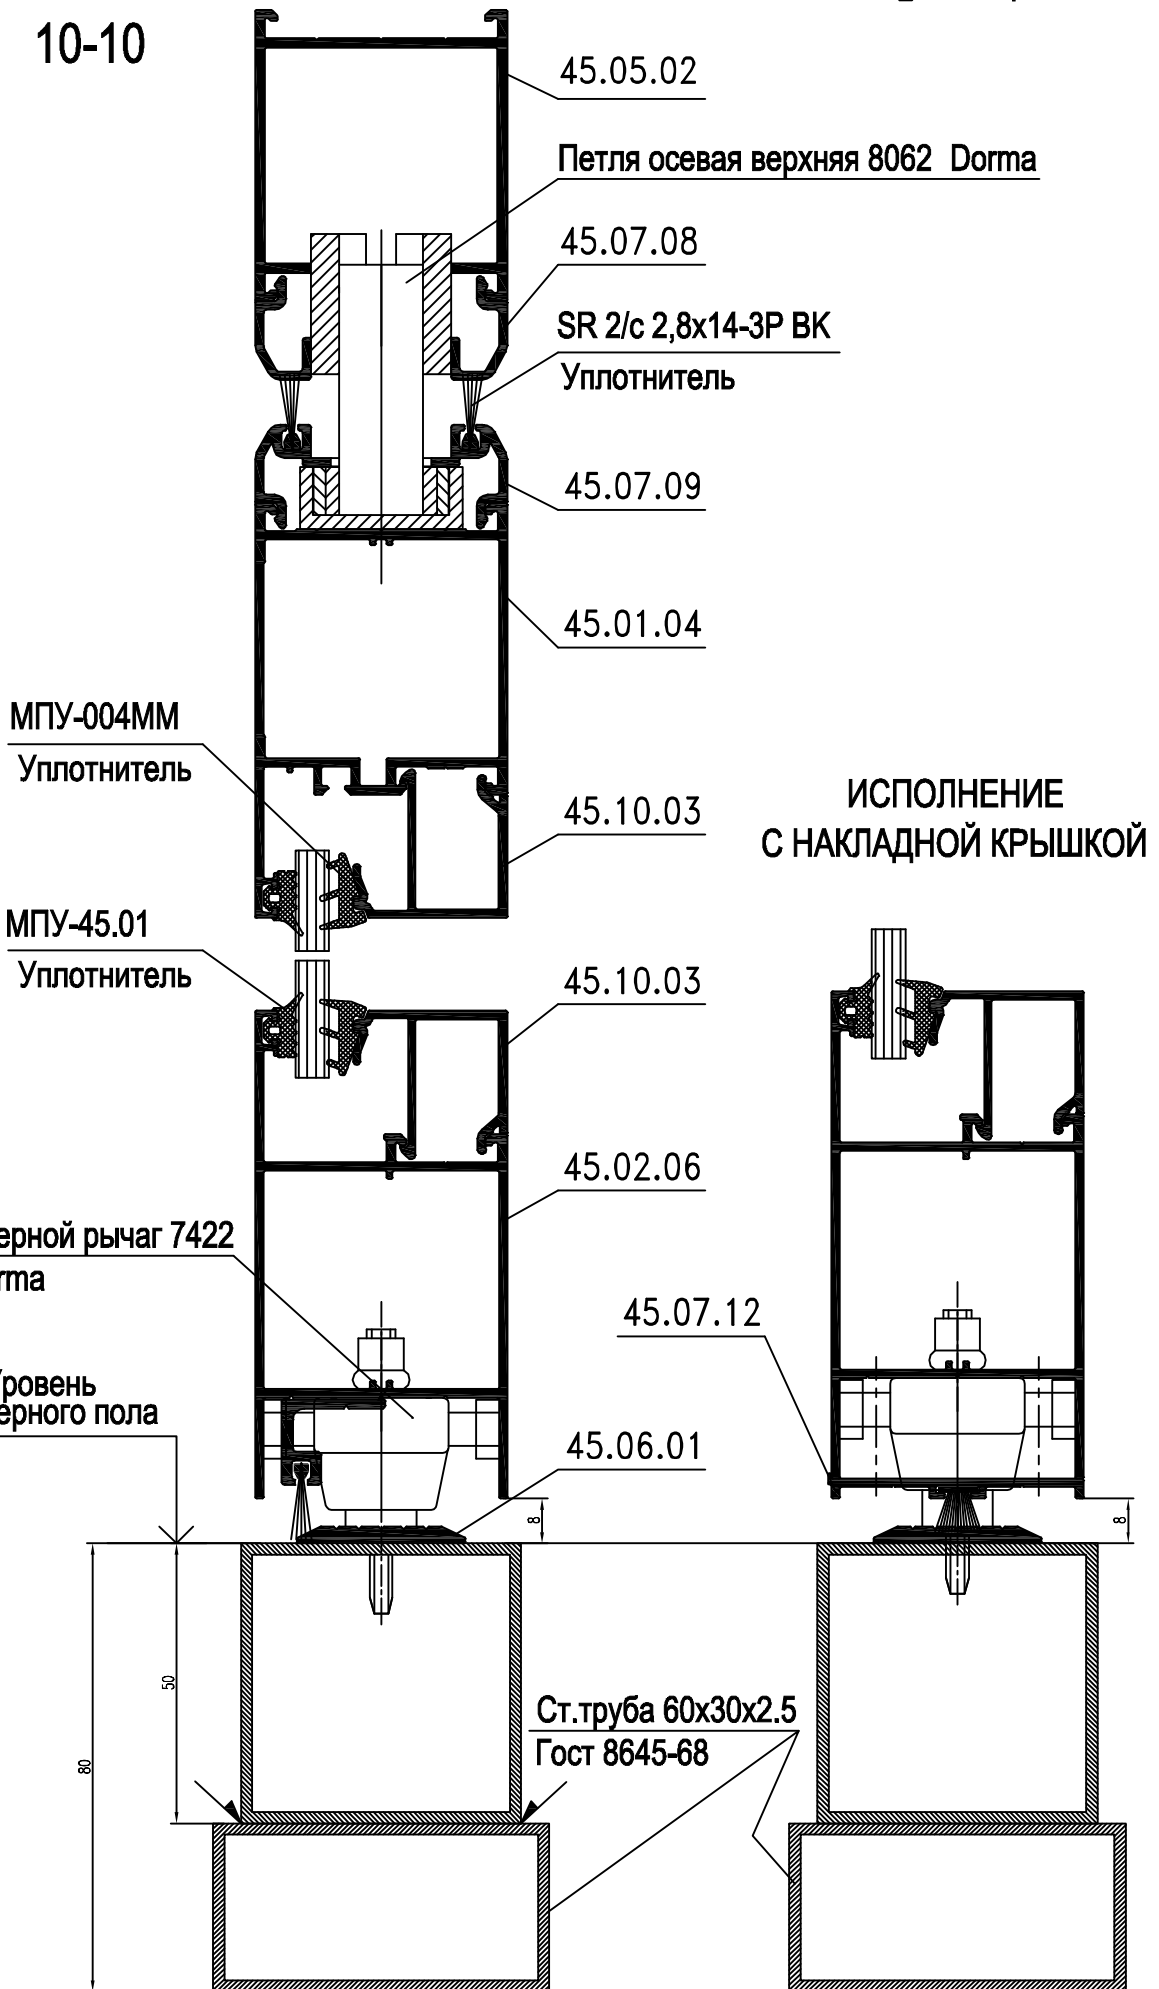 10-10
45.05.02
Петля осевая верхняя 8062 Dorma
45.07.08
SR 2/с 2,8x14-3P BK
Уплотнитель
45.07.09
45.01.04
МПУ-004ММ
Уплотнитель
45.10.03
ИСПОЛНЕНИЕ
С НАКЛАДНОЙ КРЫШКОЙ
МПУ-45.01
Уплотнитель
45.10.03
45.02.06
ерной рычаг 7422
rma
45.07.12
Уровень
ерного пола
45.06.01
8
8
50
80
Ст.труба 60x30x2.5
Гост 8645-68